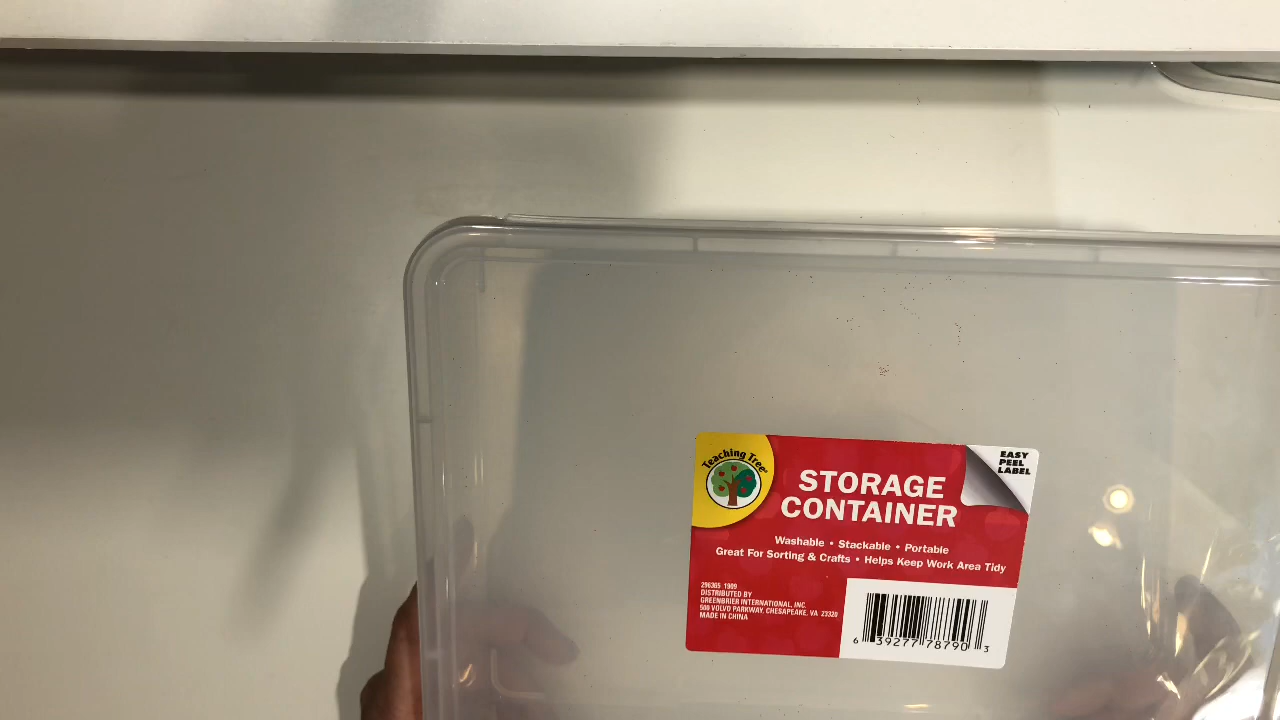 Teaching Tree
EASY
PEEL
LABEL
STORAGE
CONTAINER
Washable • Stackable • Portable
Great For Sorting & Crafts • Helps Keep Work Area Tidy
296365 1909
DISTRIBUTED BY
GREENBRIER INTERNATIONAL, INC.
500 VOLVO PARKWAY, CHESAPEAKE, VA 23320
MADE IN CHINA
6 39277 78790 3